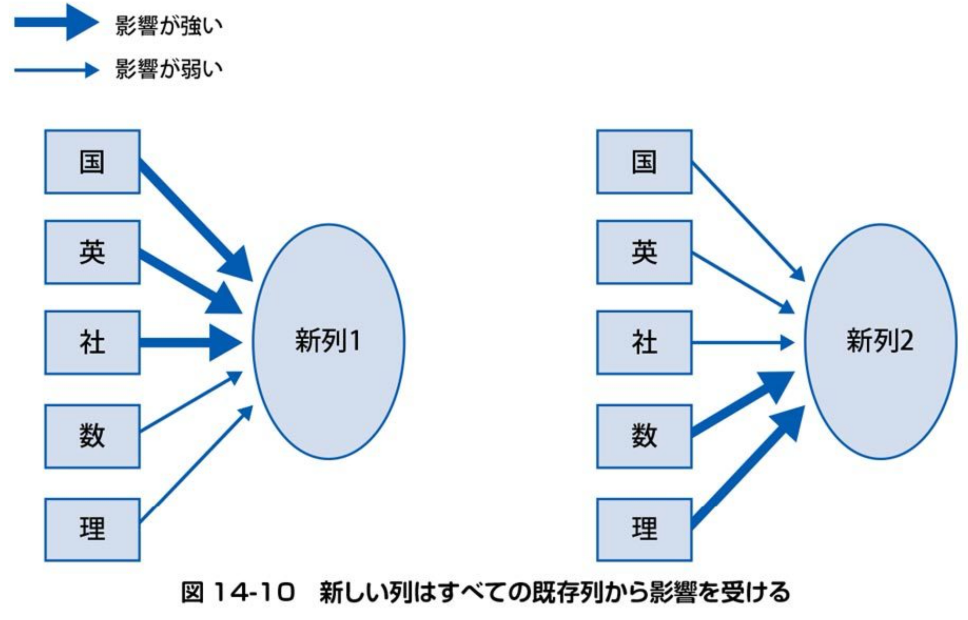 影響が強い
影響が弱い
国
英
社
数
理
新列1
国
英
社
数
理
新列2
図 14-10　新しい列はすべての既存列から影響を受ける